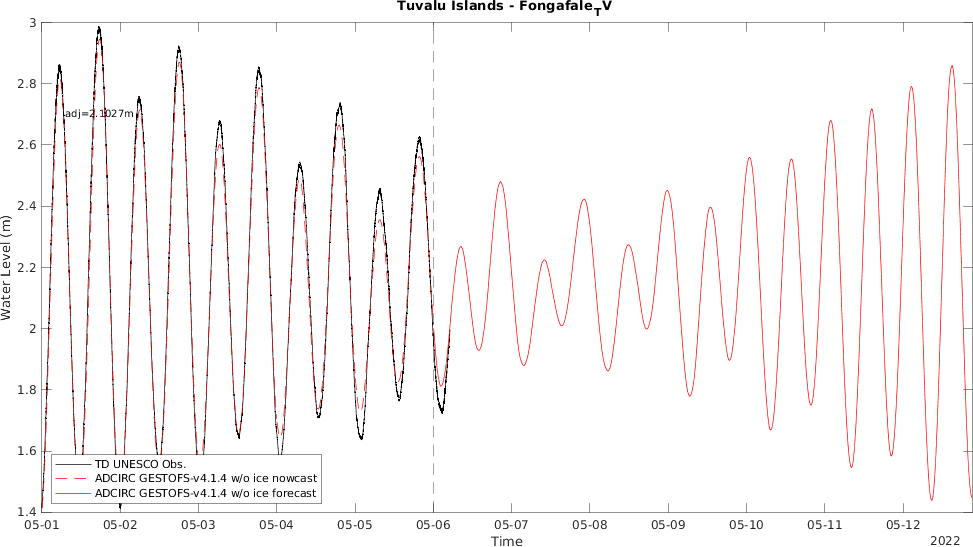 Tuvalu Islands - Fongafale_TV
3
2.8
2.6
2.4
2.2
2
1.8
1.6
1.4
Water Level (m)
adj=2.1027m
TD UNESCO Obs.
ADCIRC GESTOFS-v4.1.4 w/o ice nowcast
ADCIRC GESTOFS-v4.1.4 w/o ice forecast
05-01 05-02 05-03 05-04 05-05 05-06 05-07 05-08 05-09 05-10 05-11 05-12
Time
2022